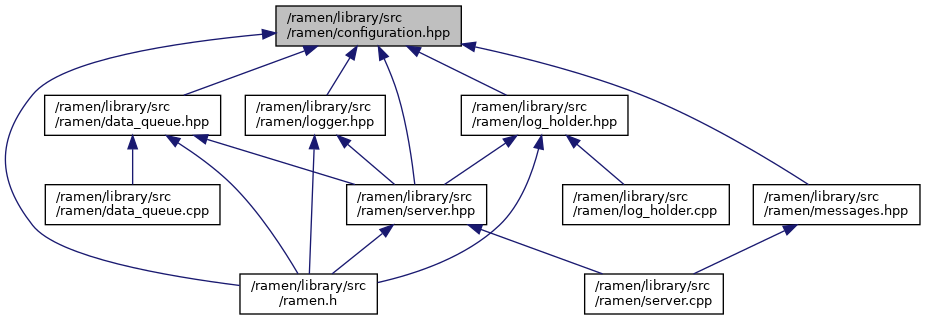 /ramen/library/src
/ramen/configuration.hpp
/ramen/library/src
/ramen/data_queue.hpp
/ramen/library/src
/ramen/logger.hpp
/ramen/library/src
/ramen/log_holder.hpp
/ramen/library/src
/ramen/data_queue.cpp
/ramen/library/src
/ramen/server.hpp
/ramen/library/src
/ramen/log_holder.cpp
/ramen/library/src
/ramen/messages.hpp
/ramen/library/src
/ramen.h
/ramen/library/src
/ramen/server.cpp